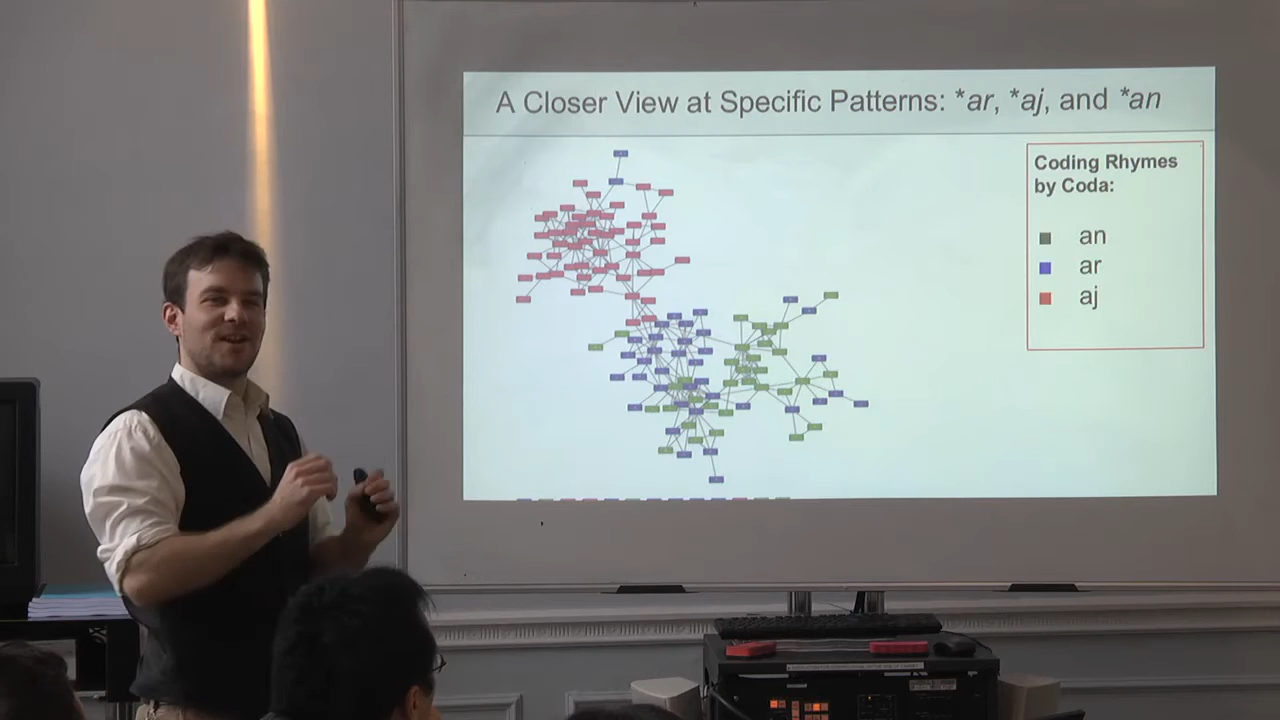 A Closer View at Specific Patterns: *ar, *aj, and *an
Coding Rhymes
by Coda:
an
ar
aj